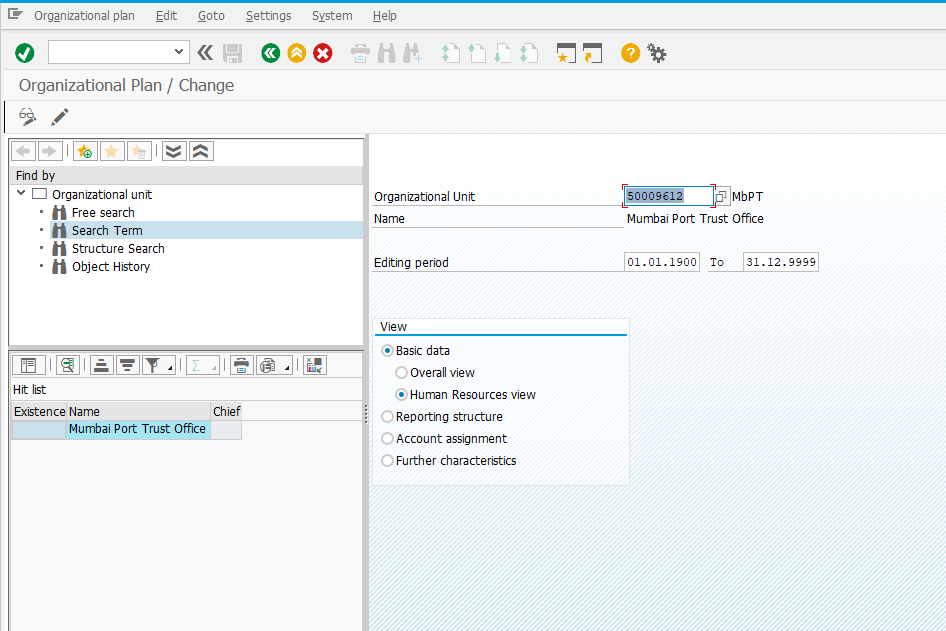 Organizational plan Edit Goto Settings System Help
Organizational Plan / Change
Find by
Organizational unit
Free search
Search Term
Structure Search
Object History
Hit list
Existence Name Chief
Mumbai Port Trust Office
Organizational Unit 50009612 MbPT
Name Mumbai Port Trust Office
Editing period 01.01.1900 To 31.12.9999
View
Basic data
Overall view
Human Resources view
Reporting structure
Account assignment
Further characteristics